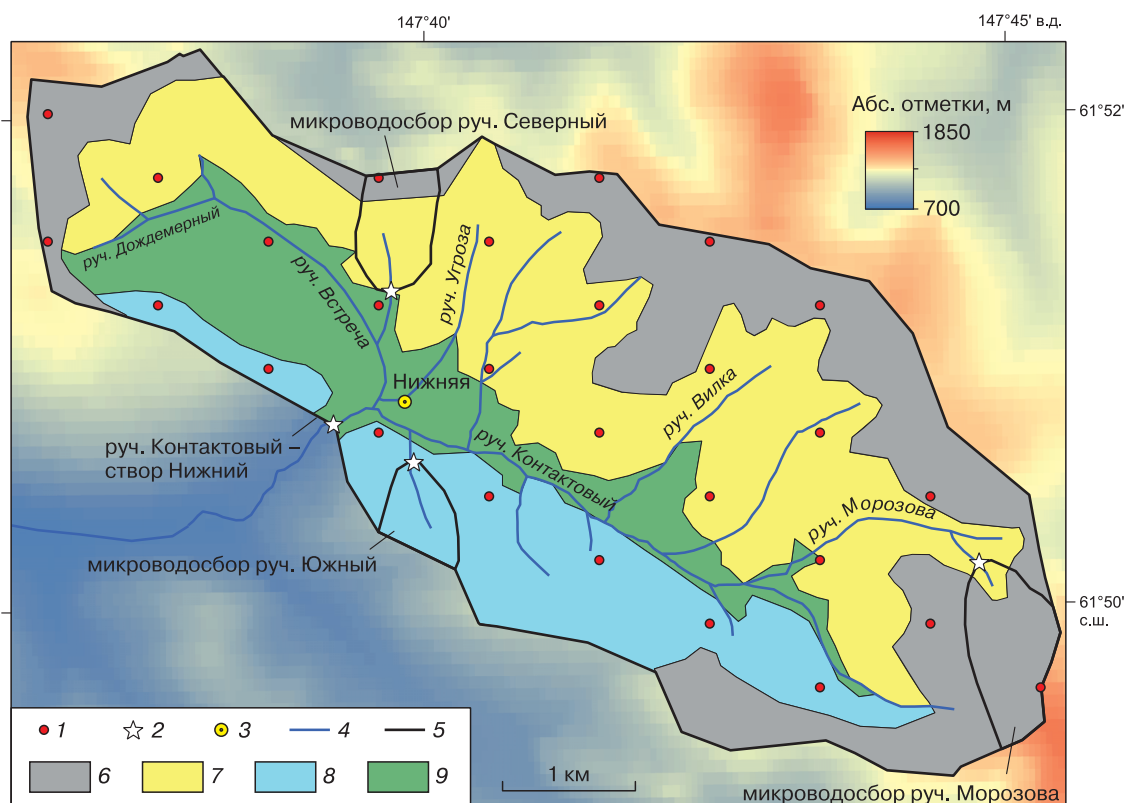 147°40'
147°45' в.д.
микроводосбор руч. Северный
Абс. отметки, м
1850
700
61°52'
руч. Дождемерный
руч. Встреча
руч. Угроза
Нижняя
руч. Вилка
руч. Контактовый –
створ Нижний
руч. Контактовый
руч. Морозова
микроводосбор руч. Южный
61°50'
с.ш.
1 2 3 4 5
6 7 8 9
1 км
микроводосбор руч. Морозова